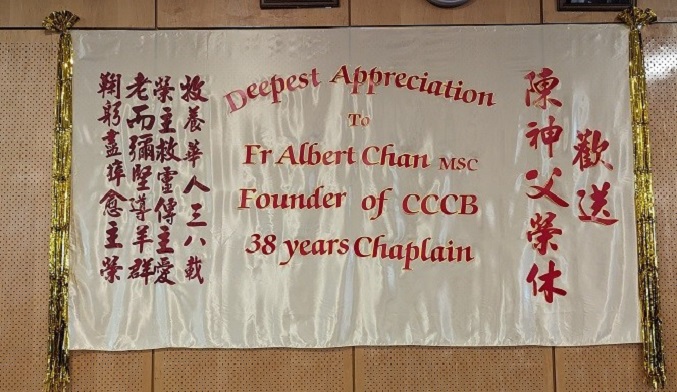 歡送
陳神父榮休
Deepest Appreciation
To
Fr Albert Chan MSC
Founder of CCCB
38 years Chaplain
牧養華人三八載
榮主救靈傳主愛
老而彌堅導羊群
鞠躬盡瘁愈主榮